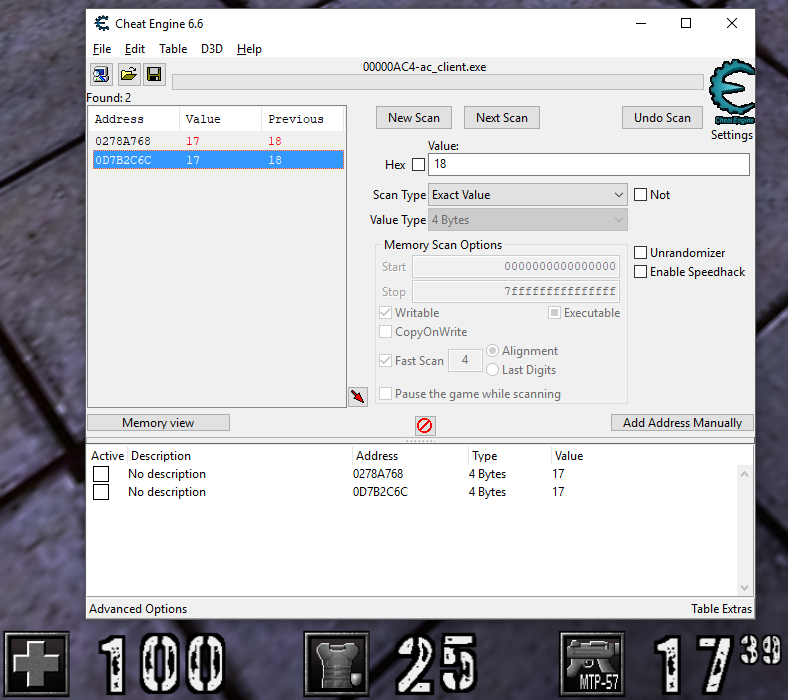 Cheat Engine 6.6
File Edit Table D3D Help
00000AC4-ac_client.exe
Found: 2
Address Value Previous
0278A768 17 18
0D7B2C6C 17 18
New Scan Next Scan Undo Scan
Cheat Engine
Settings
Value:
Hex 18
Scan Type Exact Value Not
Value Type 4 Bytes
Memory Scan Options
Start 0000000000000000
Stop 7fffffffffffffff
Writable Executable
CopyOnWrite
Fast Scan 4 Alignment
Last Digits
Pause the game while scanning
Unrandomizer
Enable Speedhack
Memory view Add Address Manually
Active Description Address Type Value
No description 0278A768 4 Bytes 17
No description 0D7B2C6C 4 Bytes 17
Advanced Options Table Extras
100 25 MTP-57 17 39